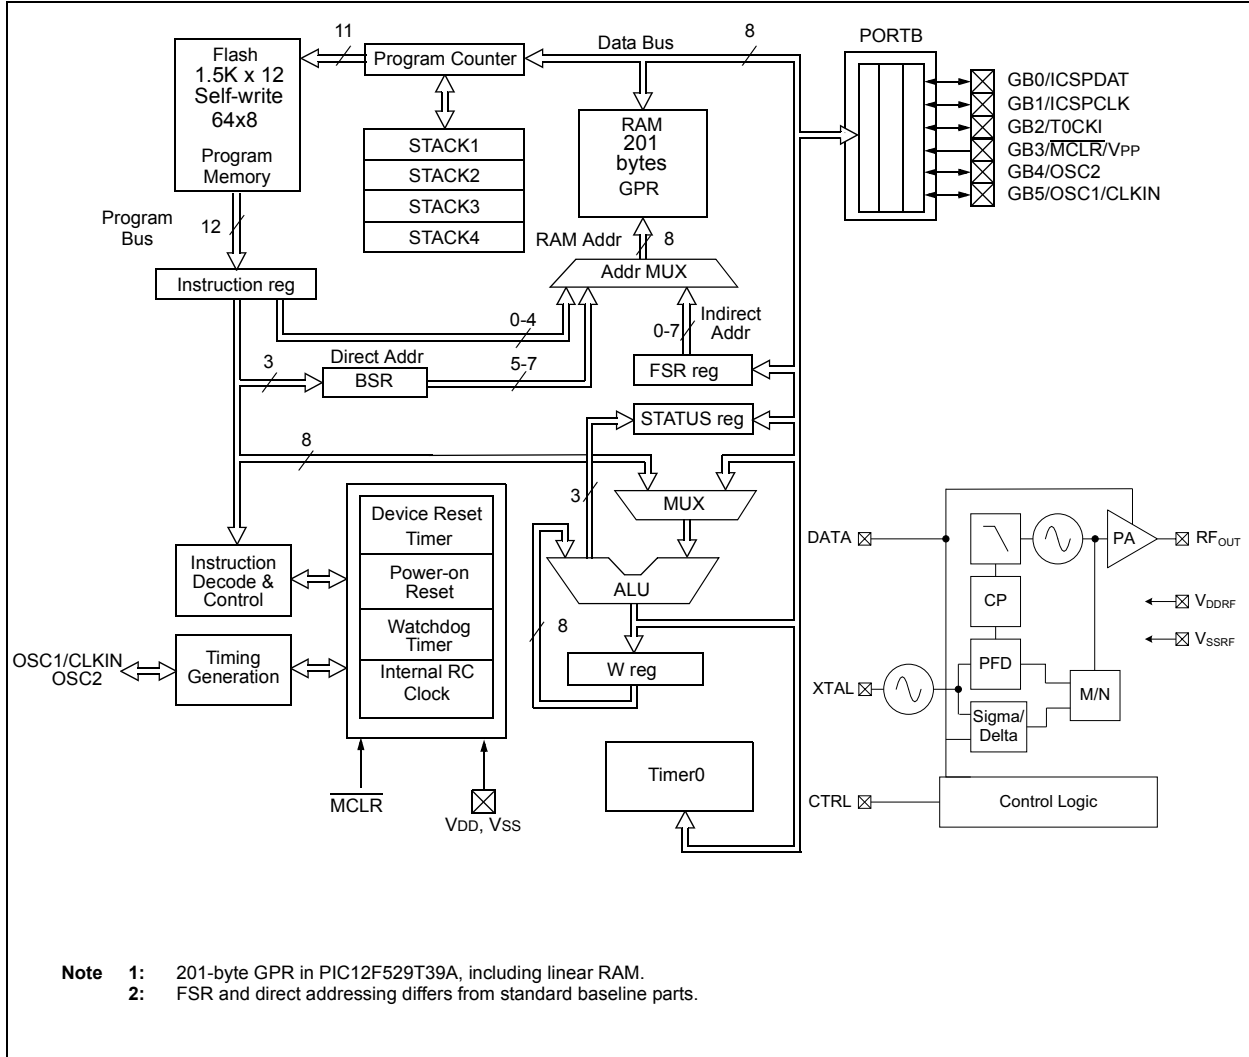 11
Data Bus
8
PORTB
Flash
1.5K x 12
Self-write
64x8
Program
Memory
Program Counter
STACK1
STACK2
STACK3
STACK4
RAM
201
bytes
GPR
GB0/ICSPDAT
GB1/ICSPCLK
GB2/T0CKI
GB3/MCLR/VPP
GB4/OSC2
GB5/OSC1/CLKIN
Program
Bus
12
RAM Addr
8
Addr MUX
Instruction reg
0-4
0-7
Indirect
Addr
3
Direct Addr
BSR
5-7
FSR reg
STATUS reg
8
3
MUX
Device Reset
Timer
Power-on
Reset
Watchdog
Timer
Internal RC
Clock
Instruction
Decode &
Control
ALU
8
W reg
OSC1/CLKIN
OSC2
Timing
Generation
MCLR
VDD, VSS
Timer0
DATA
PA
RFOUT
CP
VDDRF
VSSRF
PFD
XTAL
M/N
Sigma/
Delta
CTRL
Control Logic
Note 1: 201-byte GPR in PIC12F529T39A, including linear RAM.
2: FSR and direct addressing differs from standard baseline parts.